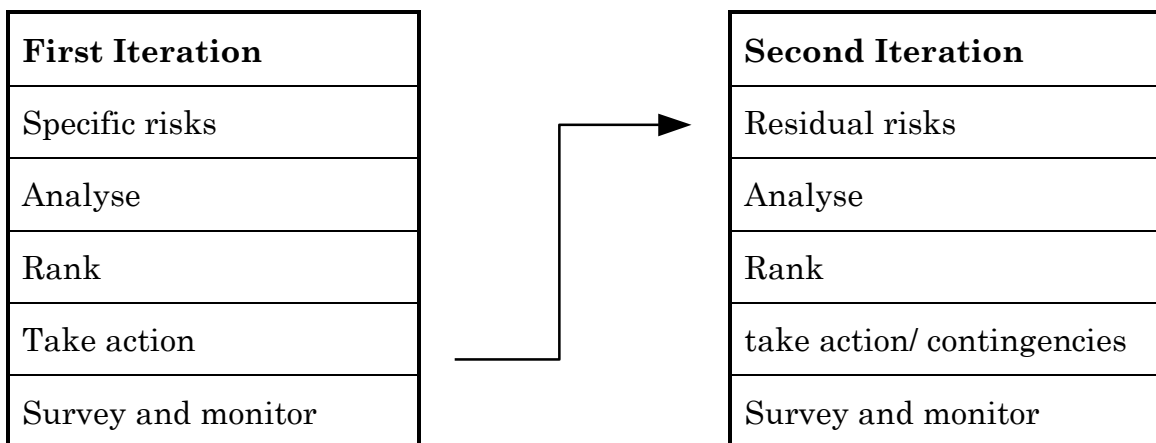 First Iteration
Specific risks
Analyse
Rank
Take action
Survey and monitor
Second Iteration
Residual risks
Analyse
Rank
take action/ contingencies
Survey and monitor